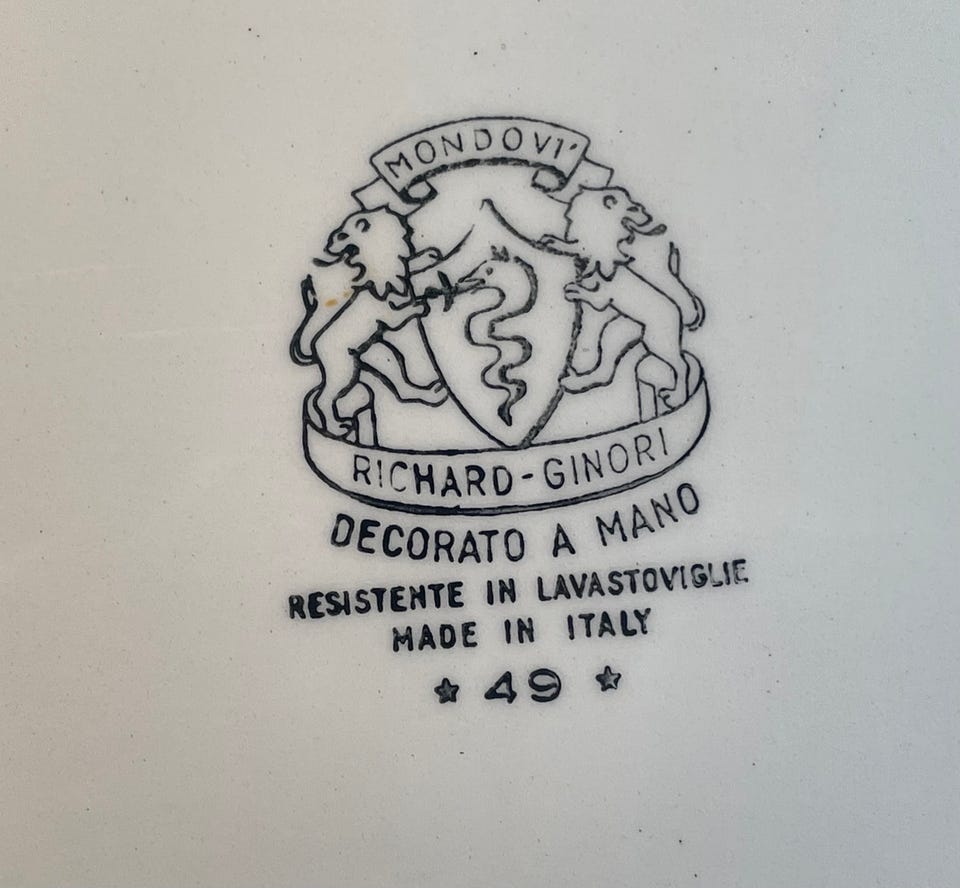 MONDOVI'
RICHARD-GINORI
DECORATO A MANO
RESISTENTE IN LAVASTOVIGLIE
MADE IN ITALY
★ 49 ★